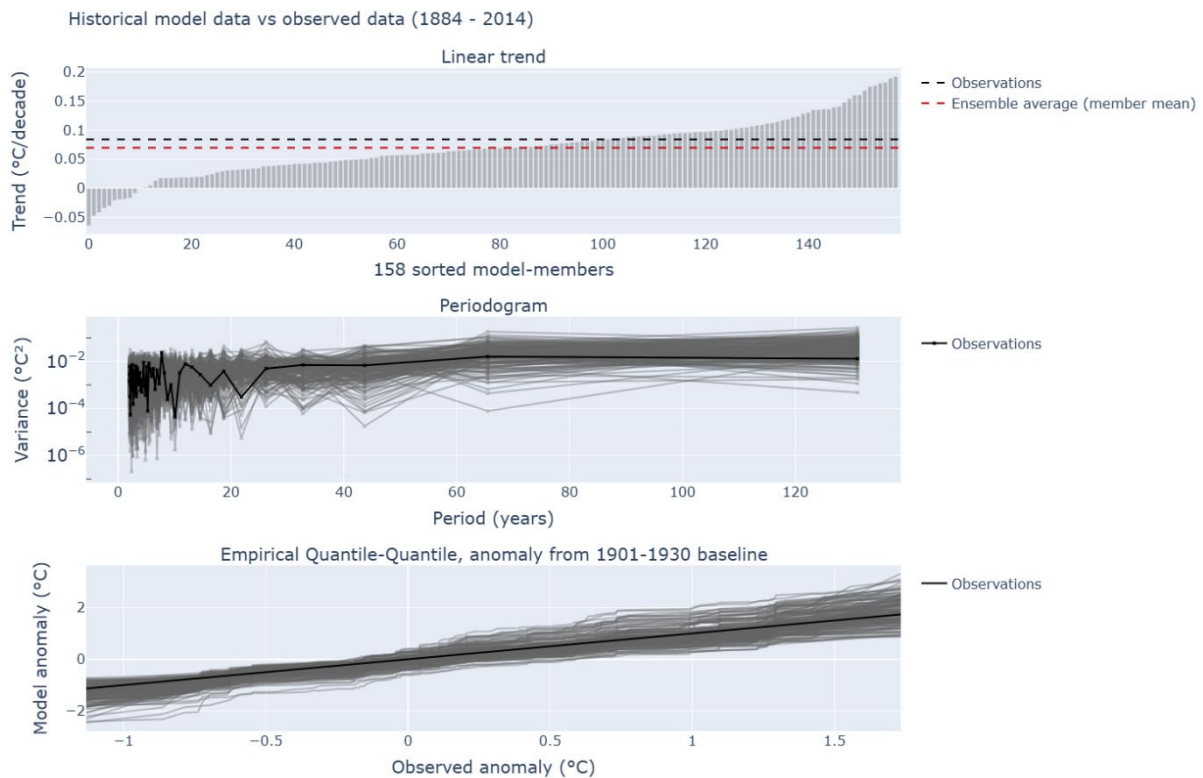 Historical model data vs observed data (1884 - 2014)
Linear trend
Trend (°C/decade)
0.2
0.15
0.1
0.05
0
−0.05
0 20 40 60 80 100 120 140
158 sorted model-members
Observations
Ensemble average (member mean)
Periodogram
Variance (°C²)
10⁻²
10⁻⁴
10⁻⁶
0 20 40 60 80 100 120
Period (years)
Observations
Empirical Quantile-Quantile, anomaly from 1901-1930 baseline
Model anomaly (°C)
2
0
−2
−1 −0.5 0 0.5 1 1.5
Observed anomaly (°C)
Observations